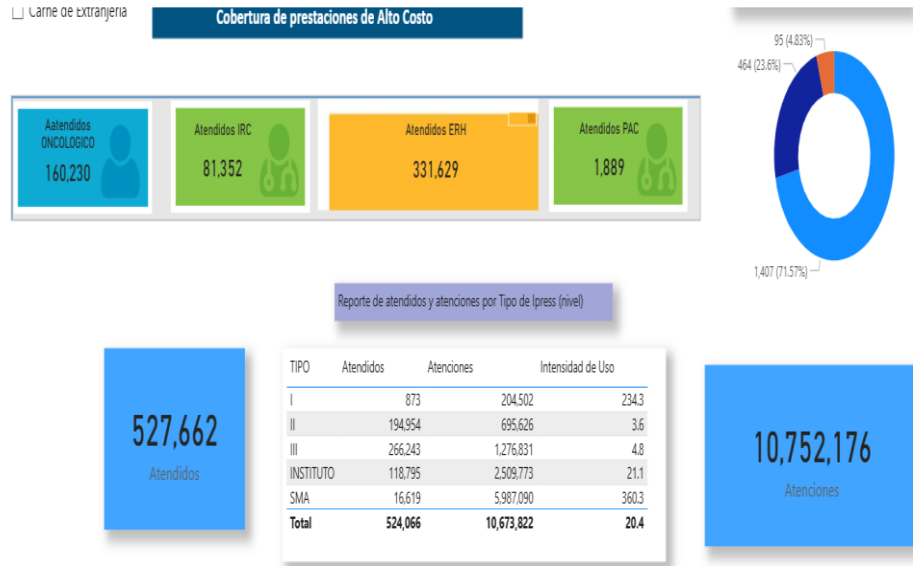 Carne de Extranjeria
Cobertura de prestaciones de Alto Costo
95 (4.83%)
464 (23.6%)
1,407 (71.57%)
Aatendidos
ONCOLOGICO
160,230
Atendidos IRC
81,352
Atendidos ERH
331,629
Atendidos PAC
1,889
Reporte de atendidos y atenciones por Tipo de Ipress (nivel)
527,662
Atendidos
TIPO Atendidos Atenciones Intensidad de Uso
I 873 204,502 234.3
II 194,954 695,626 3.6
III 266,243 1,276,831 4.8
INSTITUTO 118,795 2,509,773 21.1
SMA 16,619 5,987,090 360.3
Total 524,066 10,673,822 20.4
10,752,176
Atenciones